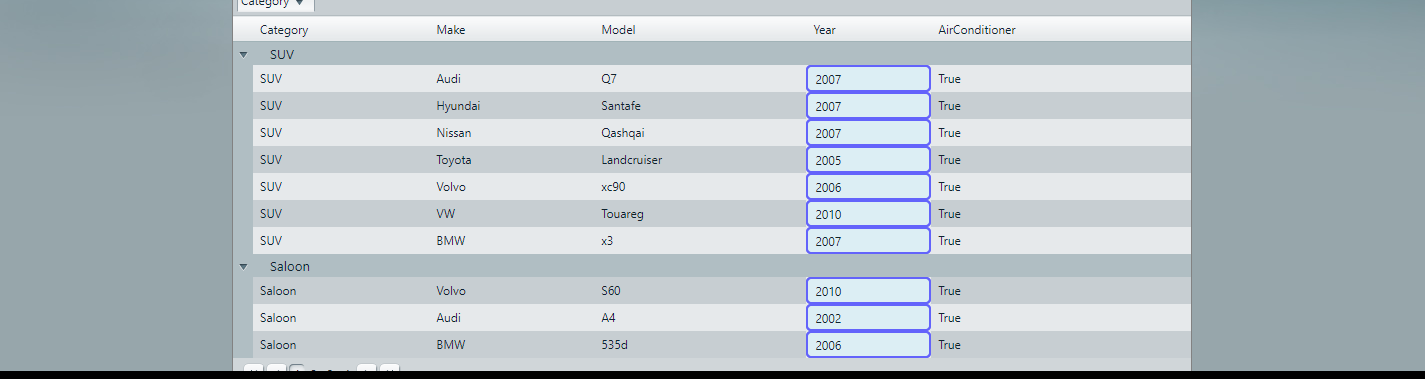 Category
Category Make Model Year AirConditioner
SUV
SUV Audi Q7 2007 True
SUV Hyundai Santafe 2007 True
SUV Nissan Qashqai 2007 True
SUV Toyota Landcruiser 2005 True
SUV Volvo xc90 2006 True
SUV VW Touareg 2010 True
SUV BMW x3 2007 True
Saloon
Saloon Volvo S60 2010 True
Saloon Audi A4 2002 True
Saloon BMW 535d 2006 True